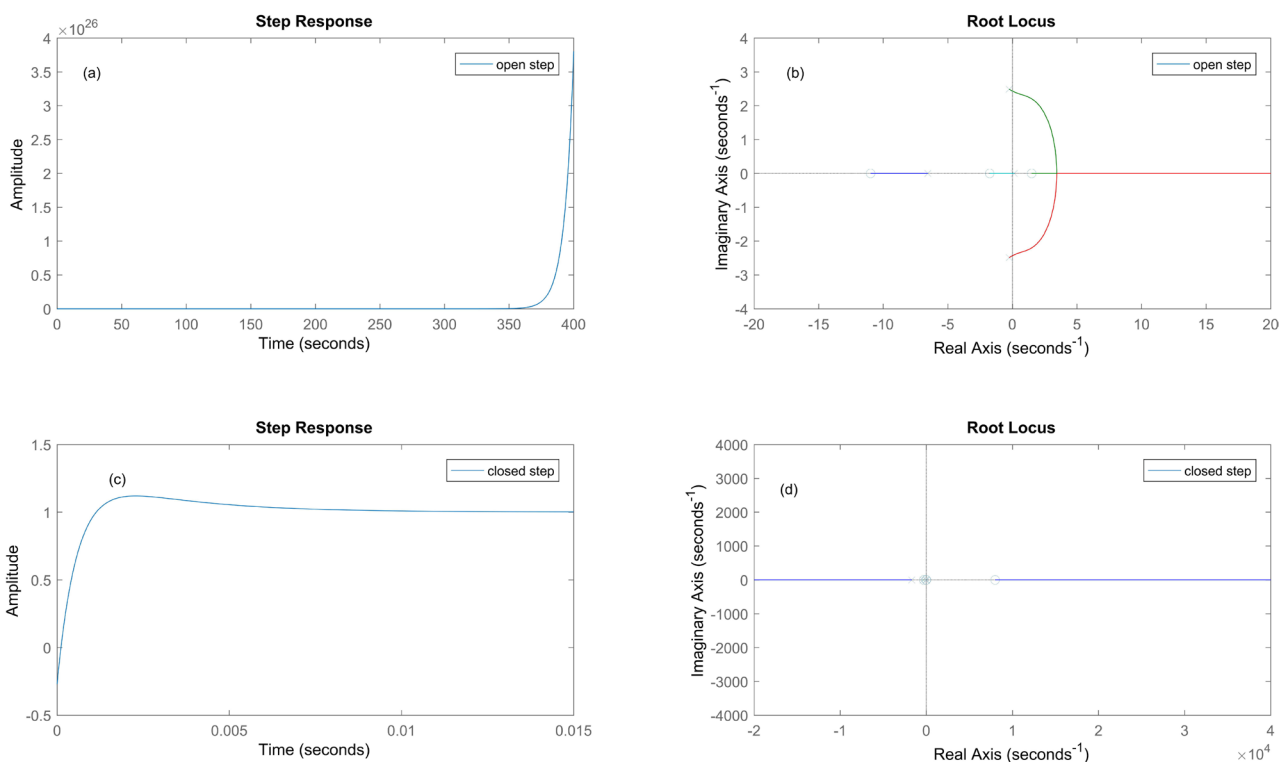 Step Response
×10^26
4
3.5
3
2.5
2
1.5
1
0.5
0
Amplitude
(a)
open step
0 50 100 150 200 250 300 350 400
Time (seconds)
Root Locus
4
3
2
1
0
-1
-2
-3
-4
Imaginary Axis (seconds^-1)
(b)
open step
-20 -15 -10 -5 0 5 10 15 20
Real Axis (seconds^-1)
Step Response
1.5
1
0.5
0
-0.5
Amplitude
(c)
closed step
0 0.005 0.01 0.015
Time (seconds)
Root Locus
4000
3000
2000
1000
0
-1000
-2000
-3000
-4000
Imaginary Axis (seconds^-1)
(d)
closed step
-2 -1 0 1 2 3 4
Real Axis (seconds^-1)
×10^4